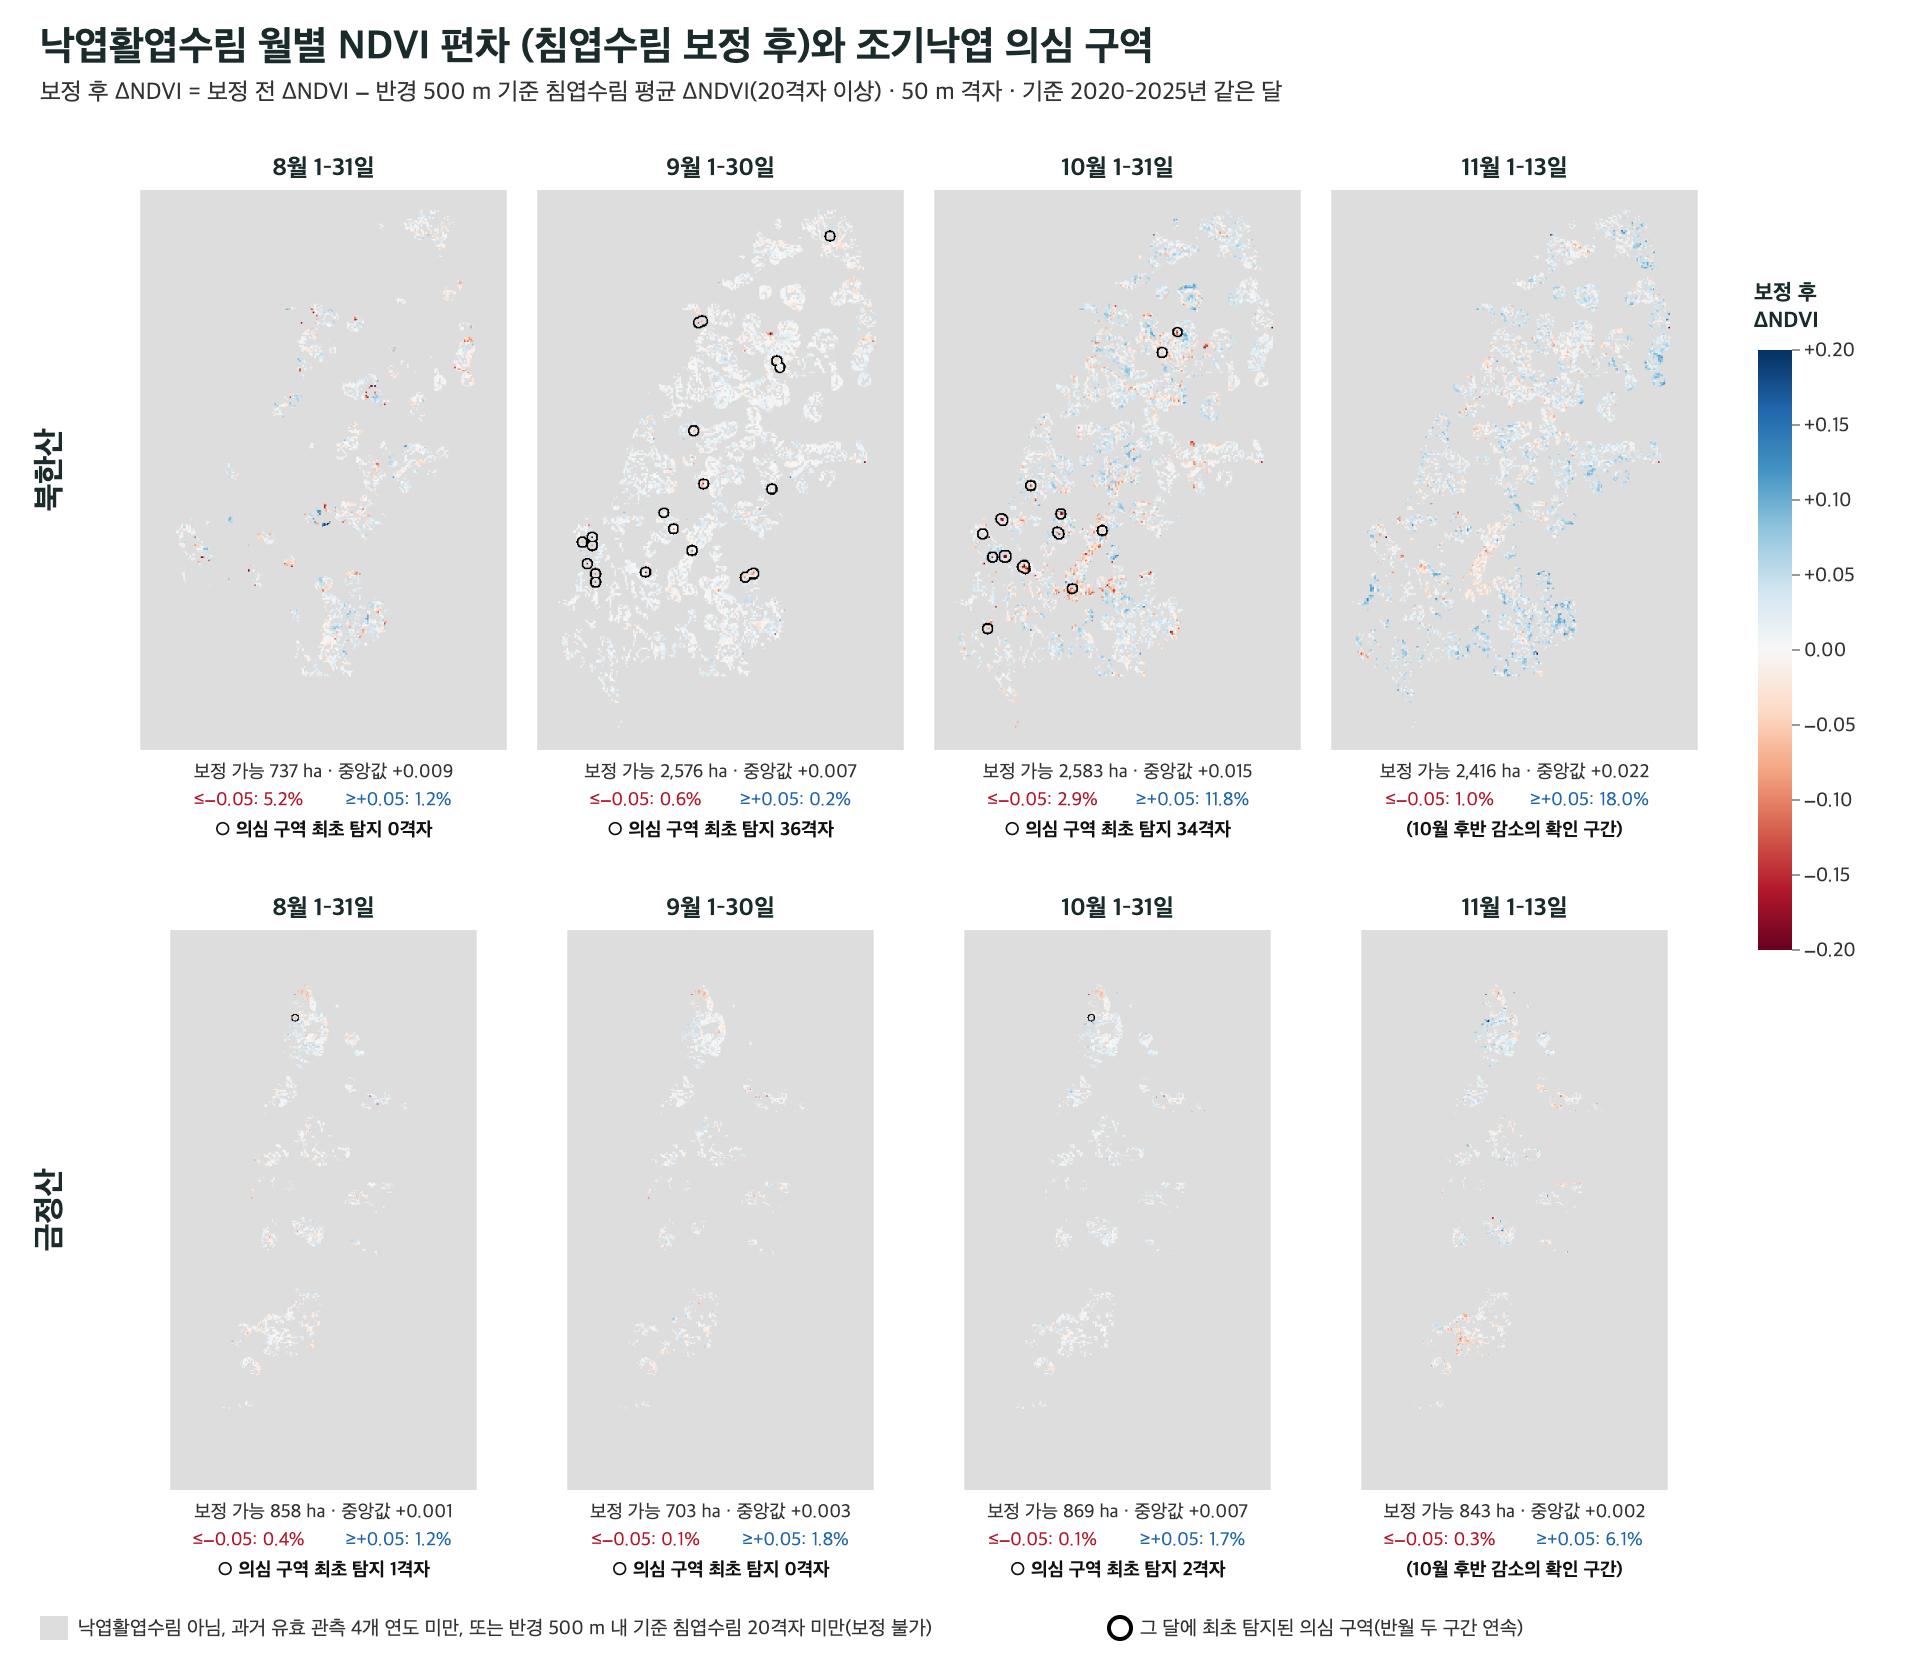 낙엽활엽수림 월별 NDVI 편차 (침엽수림 보정 후)와 조기낙엽 의심 구역
보정 후 ΔNDVI = 보정 전 ΔNDVI − 반경 500 m 기준 침엽수림 평균 ΔNDVI(20격자 이상) · 50 m 격자 · 기준 2020-2025년 같은 달
북한산
8월 1-31일
9월 1-30일
10월 1-31일
11월 1-13일
보정 가능 737 ha · 중앙값 +0.009
≤−0.05: 5.2% ≥+0.05: 1.2%
○ 의심 구역 최초 탐지 0격자
보정 가능 2,576 ha · 중앙값 +0.007
≤−0.05: 0.6% ≥+0.05: 0.2%
○ 의심 구역 최초 탐지 36격자
보정 가능 2,583 ha · 중앙값 +0.015
≤−0.05: 2.9% ≥+0.05: 11.8%
○ 의심 구역 최초 탐지 34격자
보정 가능 2,416 ha · 중앙값 +0.022
≤−0.05: 1.0% ≥+0.05: 18.0%
(10월 후반 감소의 확인 구간)
보정 후
ΔNDVI
+0.20
+0.15
+0.10
+0.05
0.00
−0.05
−0.10
−0.15
−0.20
금정산
8월 1-31일
9월 1-30일
10월 1-31일
11월 1-13일
보정 가능 858 ha · 중앙값 +0.001
≤−0.05: 0.4% ≥+0.05: 1.2%
○ 의심 구역 최초 탐지 1격자
보정 가능 703 ha · 중앙값 +0.003
≤−0.05: 0.1% ≥+0.05: 1.8%
○ 의심 구역 최초 탐지 0격자
보정 가능 869 ha · 중앙값 +0.007
≤−0.05: 0.1% ≥+0.05: 1.7%
○ 의심 구역 최초 탐지 2격자
보정 가능 843 ha · 중앙값 +0.002
≤−0.05: 0.3% ≥+0.05: 6.1%
(10월 후반 감소의 확인 구간)
낙엽활엽수림 아님, 과거 유효 관측 4개 연도 미만, 또는 반경 500 m 내 기준 침엽수림 20격자 미만(보정 불가)
그 달에 최초 탐지된 의심 구역(반월 두 구간 연속)